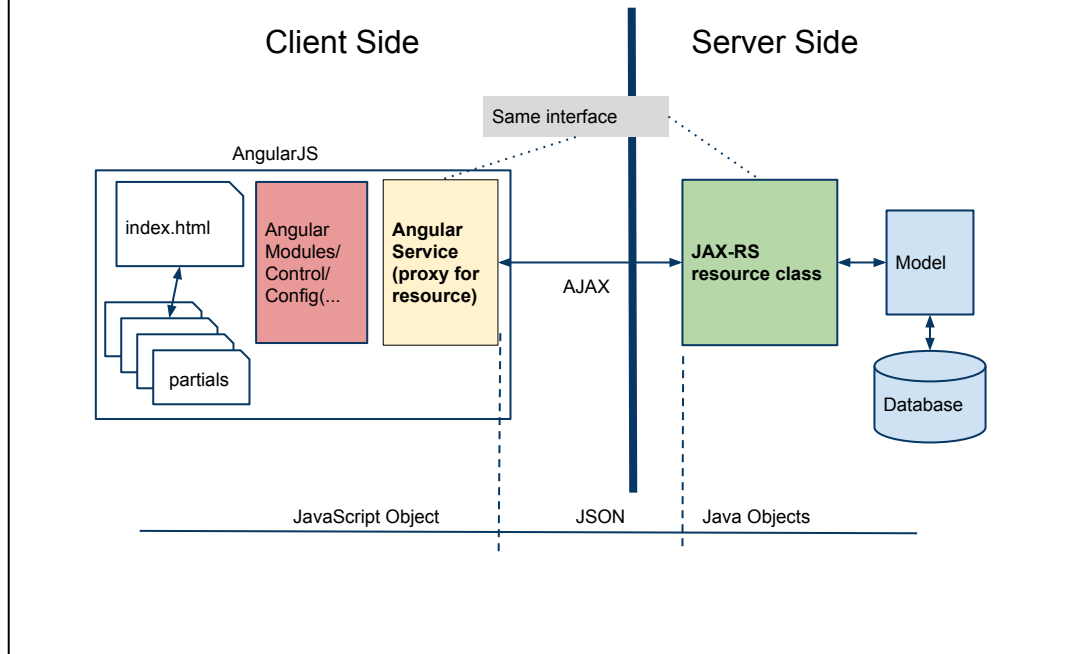 Client Side
Server Side
Same interface
AngularJS
index.html
partials
Angular
Modules/
Control/
Config(...
Angular
Service
(proxy for
resource)
AJAX
JAX-RS
resource class
Model
Database
JavaScript Object
JSON
Java Objects